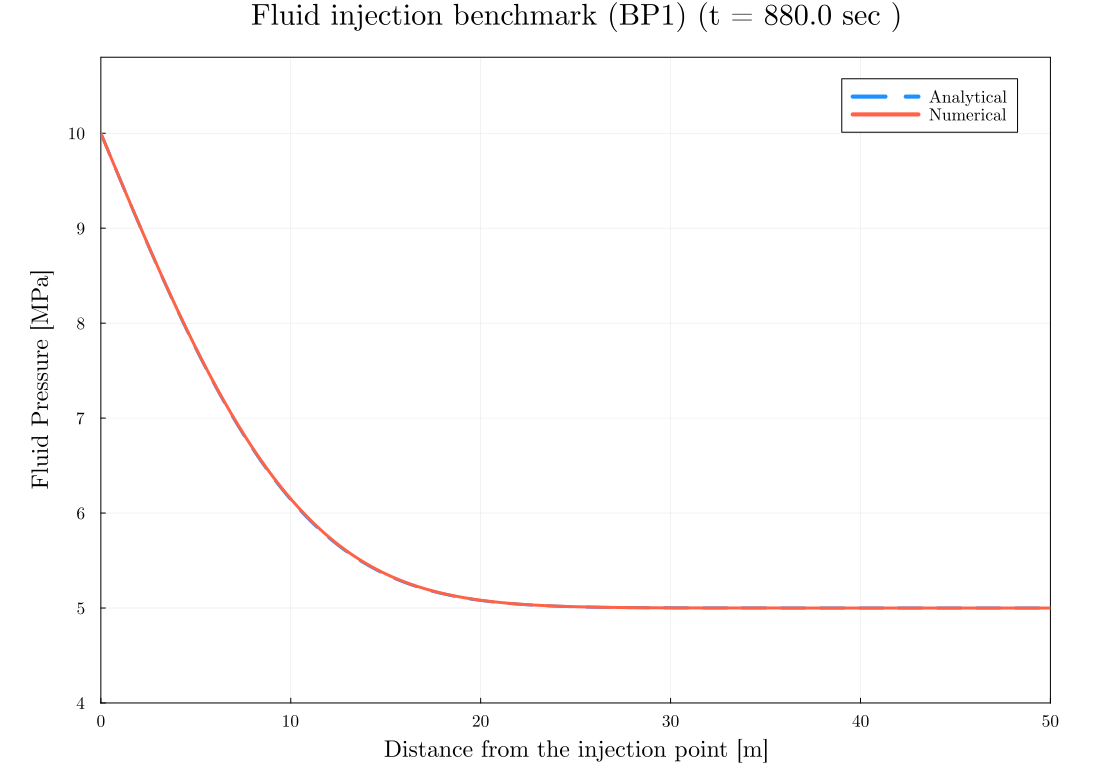 Fluid injection benchmark (BP1) (t = 880.0 sec )
Analytical
Numerical
Fluid Pressure [MPa]
10
9
8
7
6
5
4
0 10 20 30 40 50
Distance from the injection point [m]